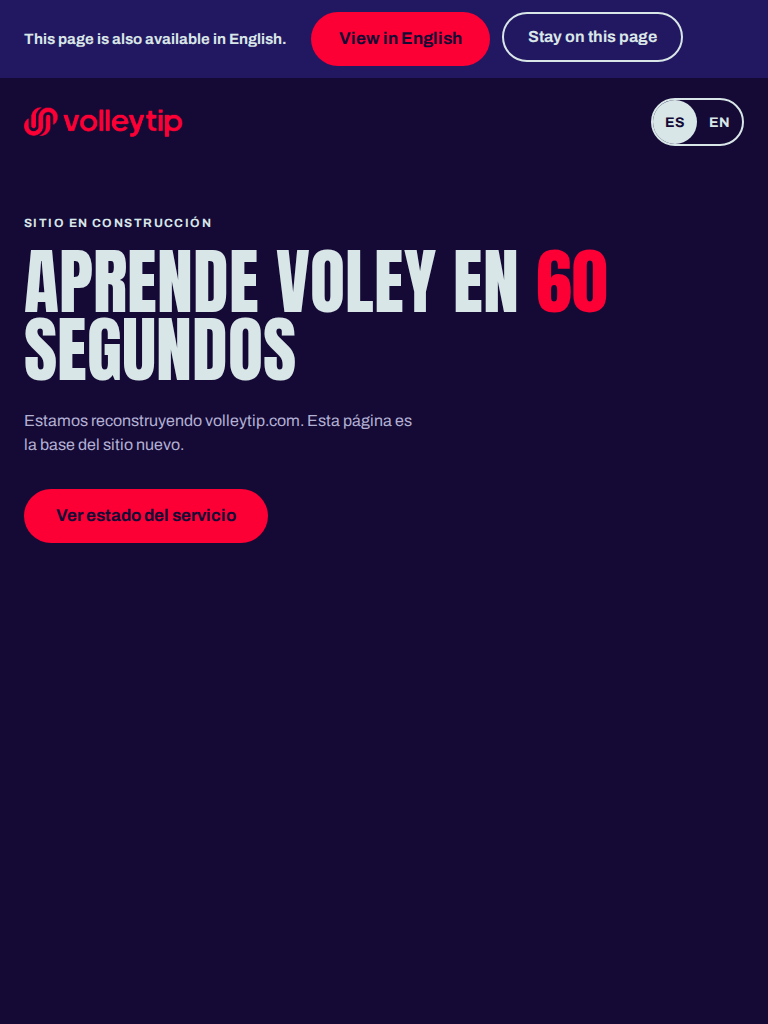 This page is also available in English.
View in English
Stay on this page
volleytip
ES
EN
SITIO EN CONSTRUCCIÓN
APRENDE VOLEY EN 60
SEGUNDOS
Estamos reconstruyendo volleytip.com. Esta página es
la base del sitio nuevo.
Ver estado del servicio